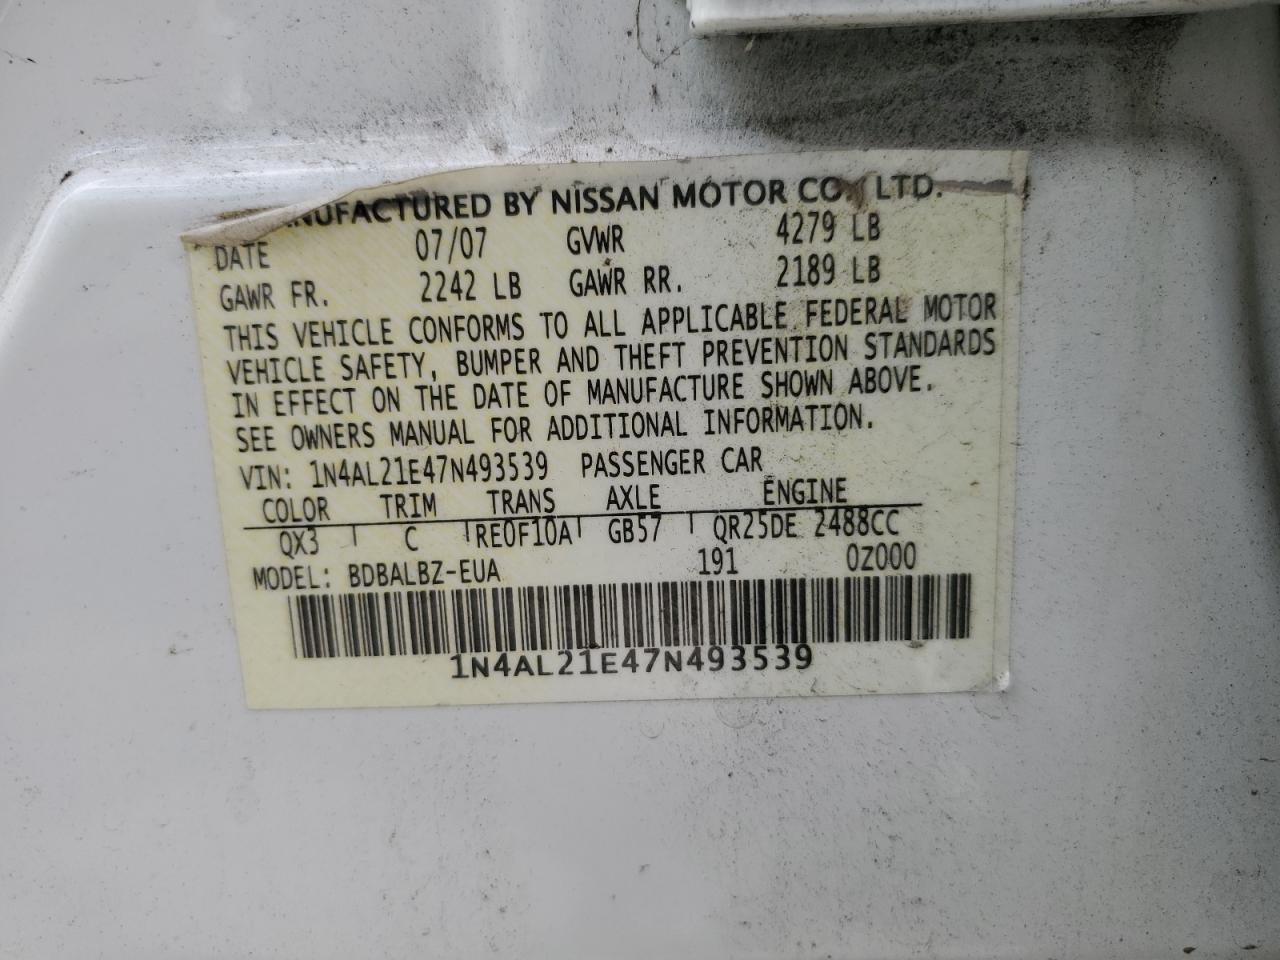 MANUFACTURED BY NISSAN MOTOR CO., LTD.
DATE 07/07 GVWR 4279 LB
GAWR FR. 2242 LB GAWR RR. 2189 LB
THIS VEHICLE CONFORMS TO ALL APPLICABLE FEDERAL MOTOR
VEHICLE SAFETY, BUMPER AND THEFT PREVENTION STANDARDS
IN EFFECT ON THE DATE OF MANUFACTURE SHOWN ABOVE.
SEE OWNERS MANUAL FOR ADDITIONAL INFORMATION.
VIN: 1N4AL21E47N493539 PASSENGER CAR
COLOR TRIM TRANS AXLE ENGINE
QX3 C RE0F10A GB57 QR25DE 2488CC
MODEL: BDBALBZ-EUA 191 0Z000
1N4AL21E47N493539